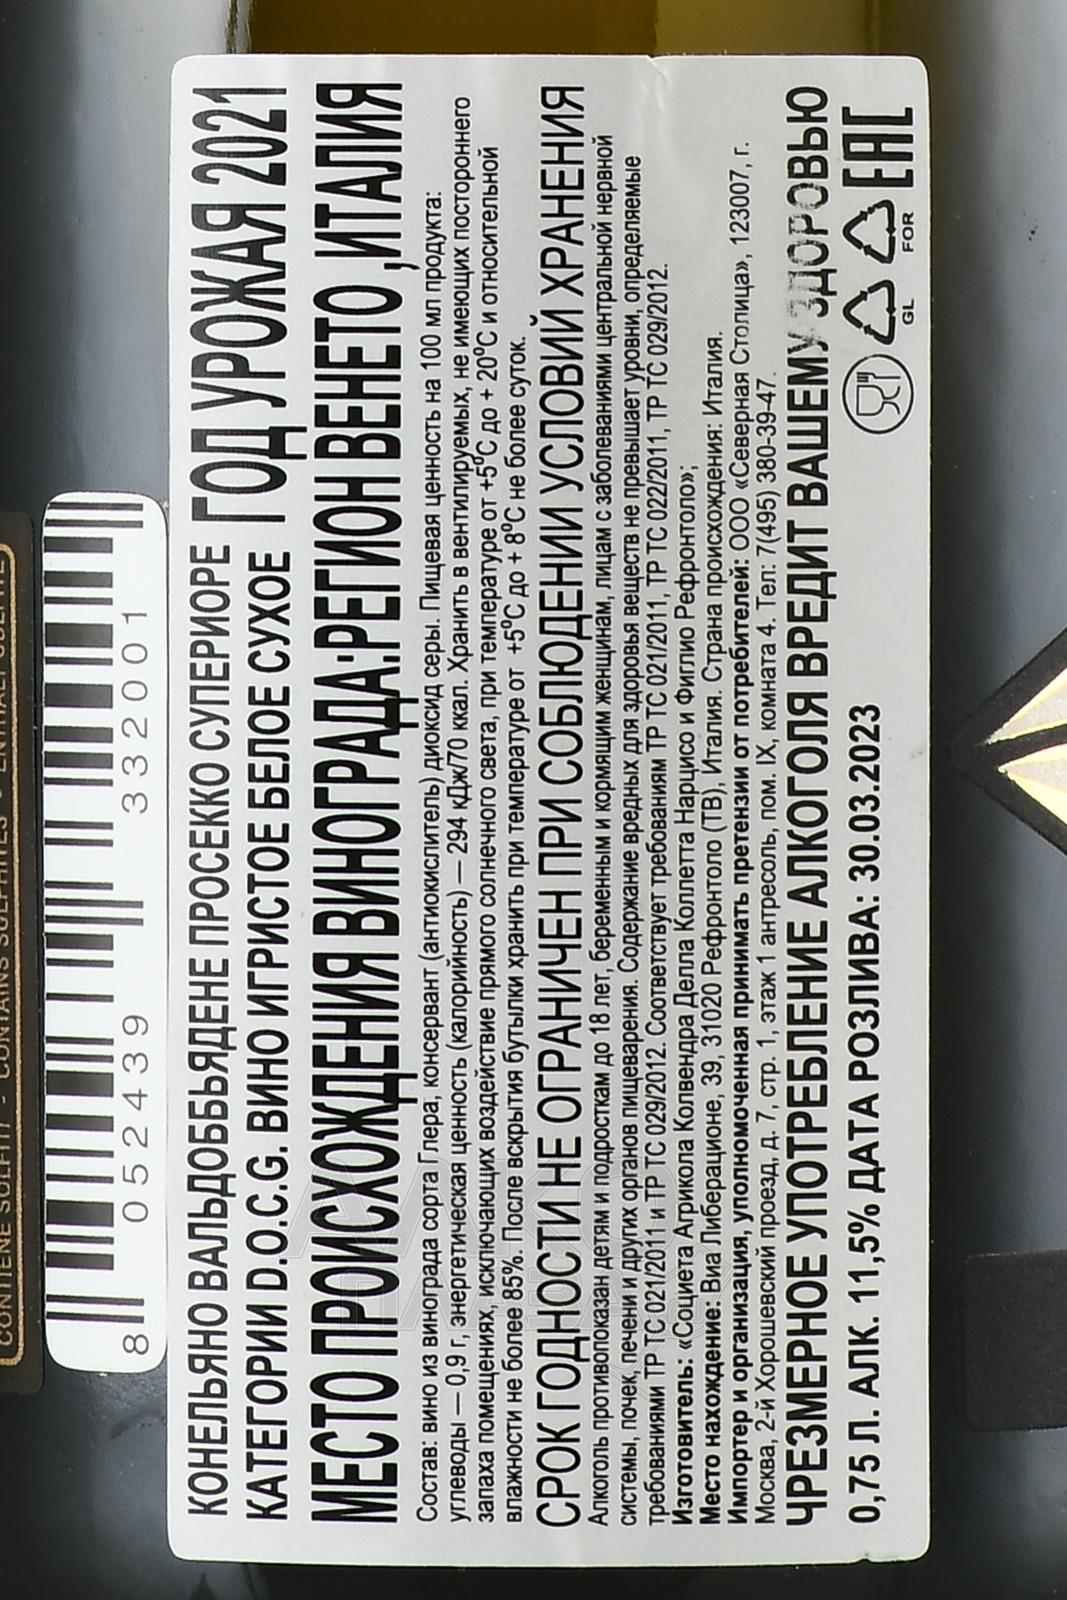 CONTIENE SOLFITI - CONTAINS SULPHITES - ENTHÄLT SULFITE
8 052439 332001
КОНЕЛЬЯНО ВАЛЬДОББЬЯДЕНЕ ПРОСЕККО СУПЕРИОРЕ ГОД УРОЖАЯ 2021
КАТЕГОРИИ D.O.C.G. ВИНО ИГРИСТОЕ БЕЛОЕ СУХОЕ
МЕСТО ПРОИСХОЖДЕНИЯ ВИНОГРАДА:РЕГИОН ВЕНЕТО ,ИТАЛИЯ
Состав: вино из винограда сорта Глера, консервант (антиокислитель) диоксид серы. Пищевая ценность на 100 мл продукта:
углеводы — 0,9 г, энергетическая ценность (калорийность) — 294 кДж/70 ккал. Хранить в вентилируемых, не имеющих постороннего
запаха помещениях, исключающих воздействие прямого солнечного света, при температуре от +5°С до + 20°С и относительной
влажности не более 85%. После вскрытия бутылки хранить при температуре от +5°С до + 8°С не более суток.
СРОК ГОДНОСТИ НЕ ОГРАНИЧЕН ПРИ СОБЛЮДЕНИИ УСЛОВИЙ ХРАНЕНИЯ
Алкоголь противопоказан детям и подросткам до 18 лет, беременным и кормящим женщинам, лицам с заболеваниями центральной нервной
системы, почек, печени и других органов пищеварения. Содержание вредных для здоровья веществ не превышает уровни, определяемые
требованиями ТР ТС 021/2011 и ТР ТС 029/2012. Соответствует требованиям ТР ТС 021/2011, ТР ТС 022/2011, ТР ТС 029/2012.
Изготовитель: «Социета Агрикола Колвендра Делла Коллетта Нарцисо и Фиглио Рефронтоло»;
Место нахождение: Виа Либерационе, 39, 31020 Рефронтоло (ТВ), Италия. Страна происхождения: Италия.
Импортер и организация, уполномоченная принимать претензии от потребителей: ООО «Северная Столица», 123007, г.
Москва, 2-й Хорошевский проезд, д. 7, стр. 1, этаж 1 антресоль, пом. IX, комната 4. Тел: 7(495) 380-39-47.
ЧРЕЗМЕРНОЕ УПОТРЕБЛЕНИЕ АЛКОГОЛЯ ВРЕДИТ ВАШЕМУ ЗДОРОВЬЮ
0,75 Л. АЛК. 11,5% ДАТА РОЗЛИВА: 30.03.2023
GL FOR EAC